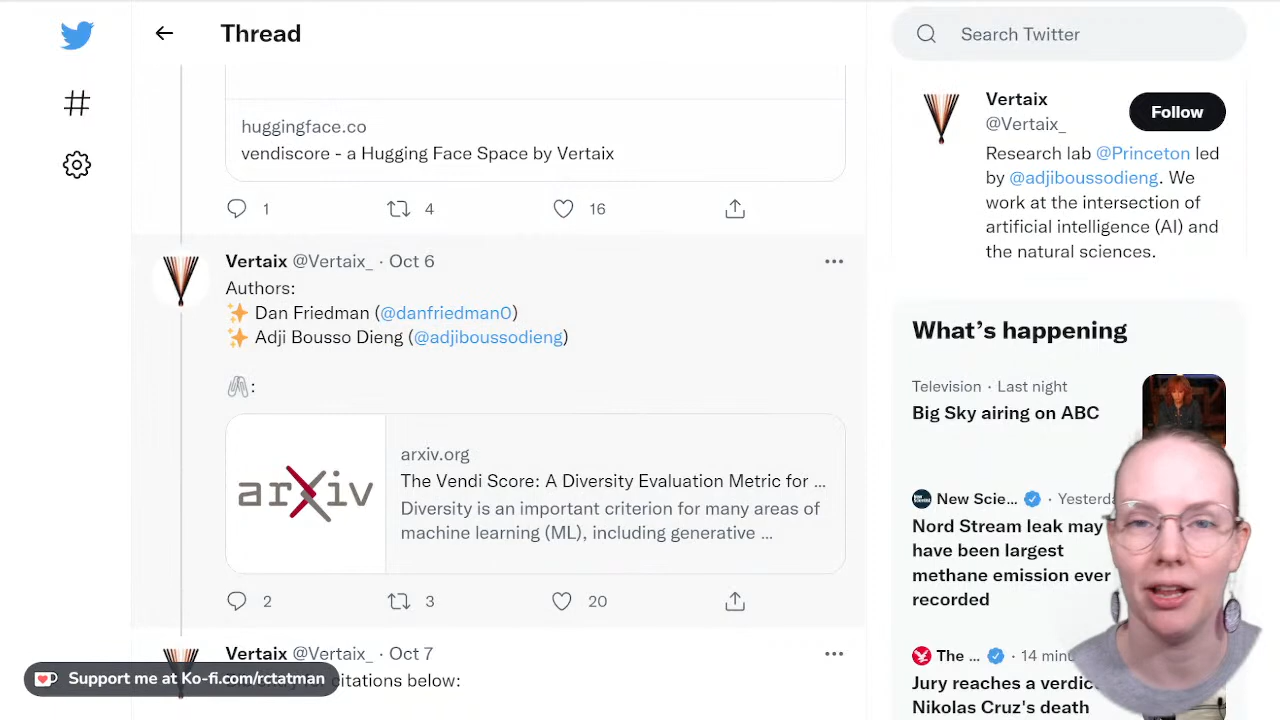 Thread
Search Twitter
huggingface.co
vendiscore - a Hugging Face Space by Vertaix
1 4 16
Vertaix @Vertaix_ · Oct 6
Authors:
✨ Dan Friedman (@danfriedman0)
✨ Adji Bousso Dieng (@adjiboussodieng)
🖇:
arxiv
arxiv.org
The Vendi Score: A Diversity Evaluation Metric for ...
Diversity is an important criterion for many areas of
machine learning (ML), including generative ...
2 3 20
Vertaix @Vertaix_ · Oct 7
citations below:
Support me at Ko-fi.com/rctatman
Vertaix
@Vertaix_
Follow
Research lab @Princeton led
by @adjiboussodieng. We
work at the intersection of
artificial intelligence (AI) and
the natural sciences.
What's happening
Television · Last night
Big Sky airing on ABC
New Scie... · Yesterda
Nord Stream leak may
have been largest
methane emission ever
recorded
The ... · 14 minu
Jury reaches a verdic
Nikolas Cruz's death